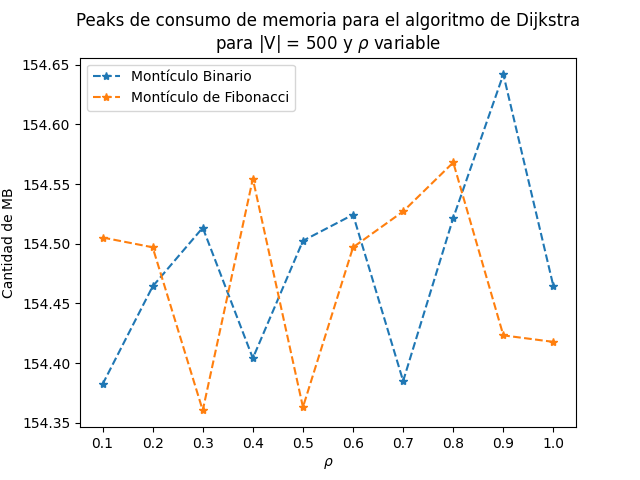 Peaks de consumo de memoria para el algoritmo de Dijkstra
para |V| = 500 y ρ variable
Montículo Binario
Montículo de Fibonacci
Cantidad de MB
154.65
154.60
154.55
154.50
154.45
154.40
154.35
0.1 0.2 0.3 0.4 0.5 0.6 0.7 0.8 0.9 1.0
ρ